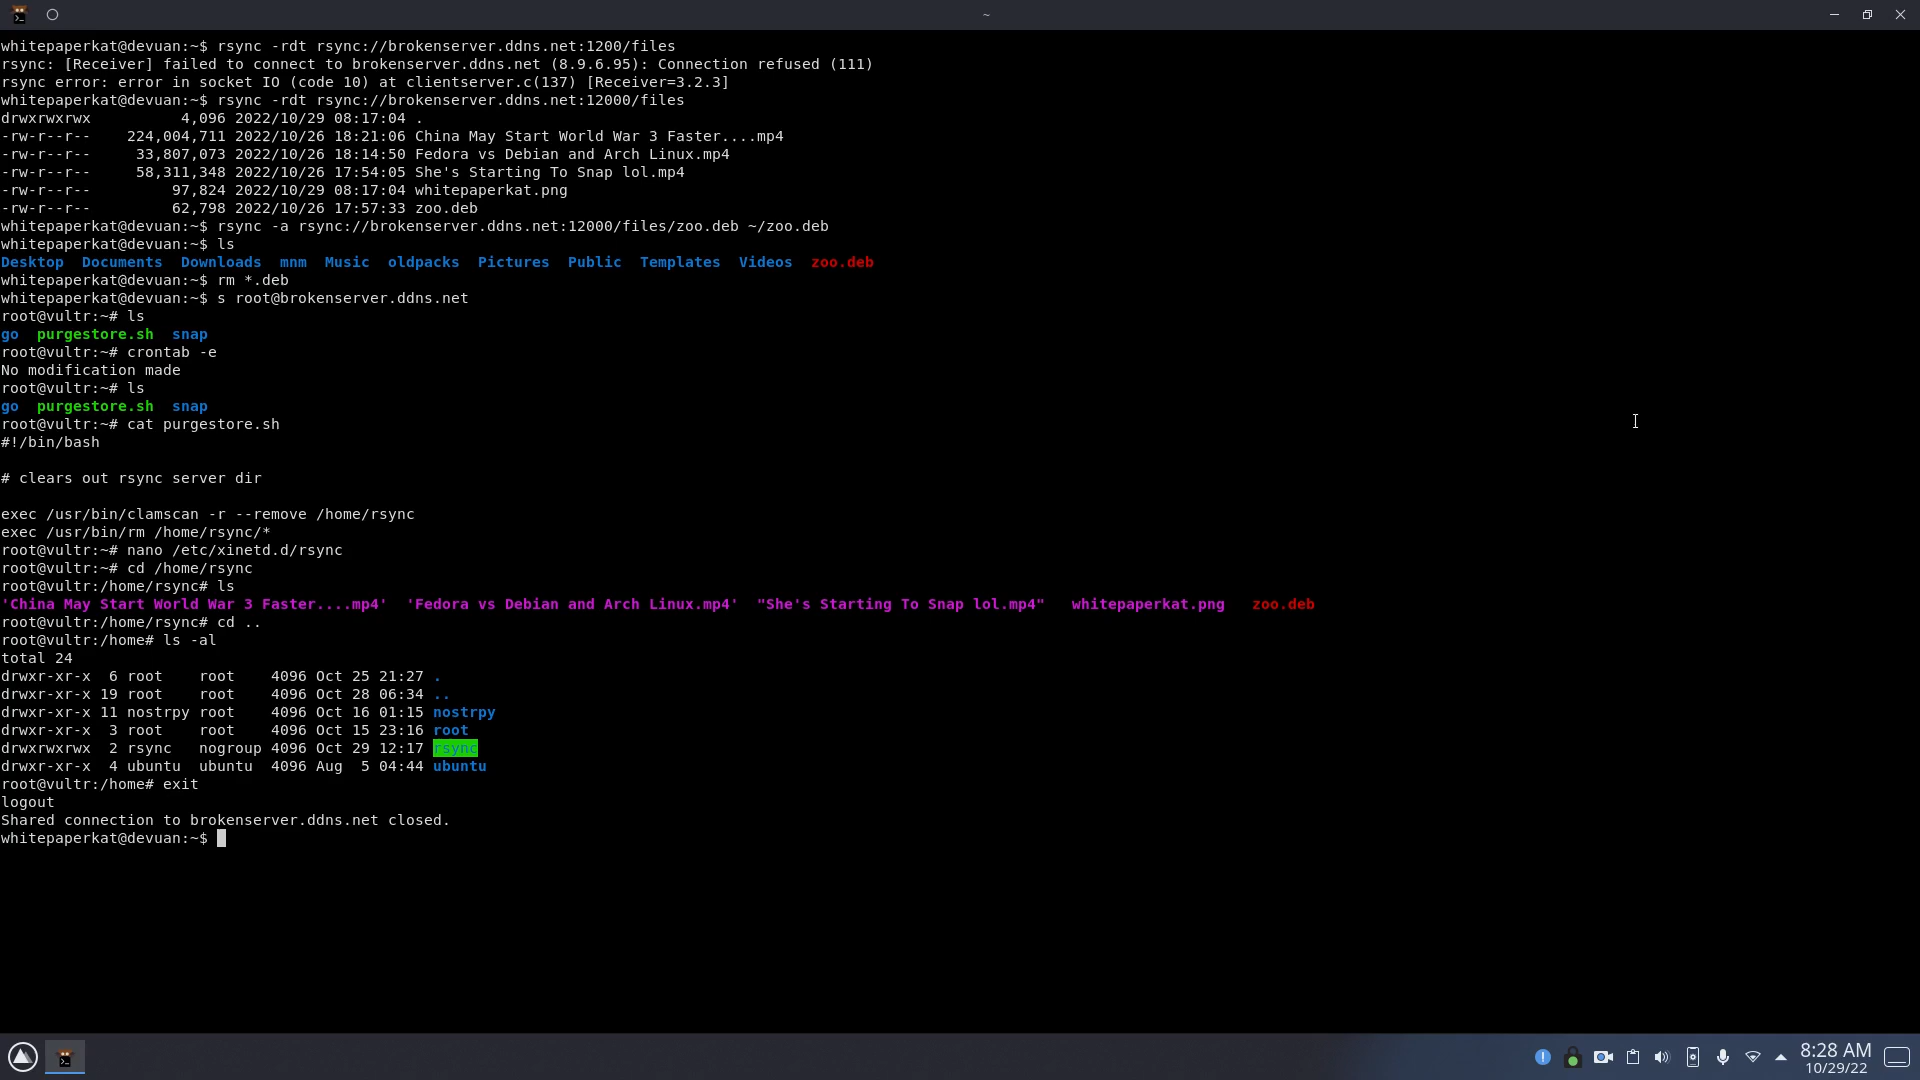 ~
whitepaperkat@devuan:~$ rsync -rdt rsync://brokenserver.ddns.net:1200/files
rsync: [Receiver] failed to connect to brokenserver.ddns.net (8.9.6.95): Connection refused (111)
rsync error: error in socket IO (code 10) at clientserver.c(137) [Receiver=3.2.3]
whitepaperkat@devuan:~$ rsync -rdt rsync://brokenserver.ddns.net:12000/files
drwxrwxrwx          4,096 2022/10/29 08:17:04 .
-rw-r--r--    224,004,711 2022/10/26 18:21:06 China May Start World War 3 Faster....mp4
-rw-r--r--     33,807,073 2022/10/26 18:14:50 Fedora vs Debian and Arch Linux.mp4
-rw-r--r--     58,311,348 2022/10/26 17:54:05 She's Starting To Snap lol.mp4
-rw-r--r--         97,824 2022/10/29 08:17:04 whitepaperkat.png
-rw-r--r--         62,798 2022/10/26 17:57:33 zoo.deb
whitepaperkat@devuan:~$ rsync -a rsync://brokenserver.ddns.net:12000/files/zoo.deb ~/zoo.deb
whitepaperkat@devuan:~$ ls
Desktop  Documents  Downloads  mnm  Music  oldpacks  Pictures  Public  Templates  Videos  zoo.deb
whitepaperkat@devuan:~$ rm *.deb
whitepaperkat@devuan:~$ s root@brokenserver.ddns.net
root@vultr:~# ls
go  purgestore.sh  snap
root@vultr:~# crontab -e
No modification made
root@vultr:~# ls
go  purgestore.sh  snap
root@vultr:~# cat purgestore.sh
#!/bin/bash
# clears out rsync server dir
exec /usr/bin/clamscan -r --remove /home/rsync
exec /usr/bin/rm /home/rsync/*
root@vultr:~# nano /etc/xinetd.d/rsync
root@vultr:~# cd /home/rsync
root@vultr:/home/rsync# ls
'China May Start World War 3 Faster....mp4'  'Fedora vs Debian and Arch Linux.mp4'  "She's Starting To Snap lol.mp4"   whitepaperkat.png   zoo.deb
root@vultr:/home/rsync# cd ..
root@vultr:/home# ls -al
total 24
drwxr-xr-x  6 root    root    4096 Oct 25 21:27 .
drwxr-xr-x 19 root    root    4096 Oct 28 06:34 ..
drwxr-xr-x 11 nostrpy root    4096 Oct 16 01:15 nostrpy
drwxr-xr-x  3 root    root    4096 Oct 15 23:16 root
drwxrwxrwx  2 rsync   nogroup 4096 Oct 29 12:17 rsync
drwxr-xr-x  4 ubuntu  ubuntu  4096 Aug  5 04:44 ubuntu
root@vultr:/home# exit
logout
Shared connection to brokenserver.ddns.net closed.
whitepaperkat@devuan:~$
8:28 AM
10/29/22